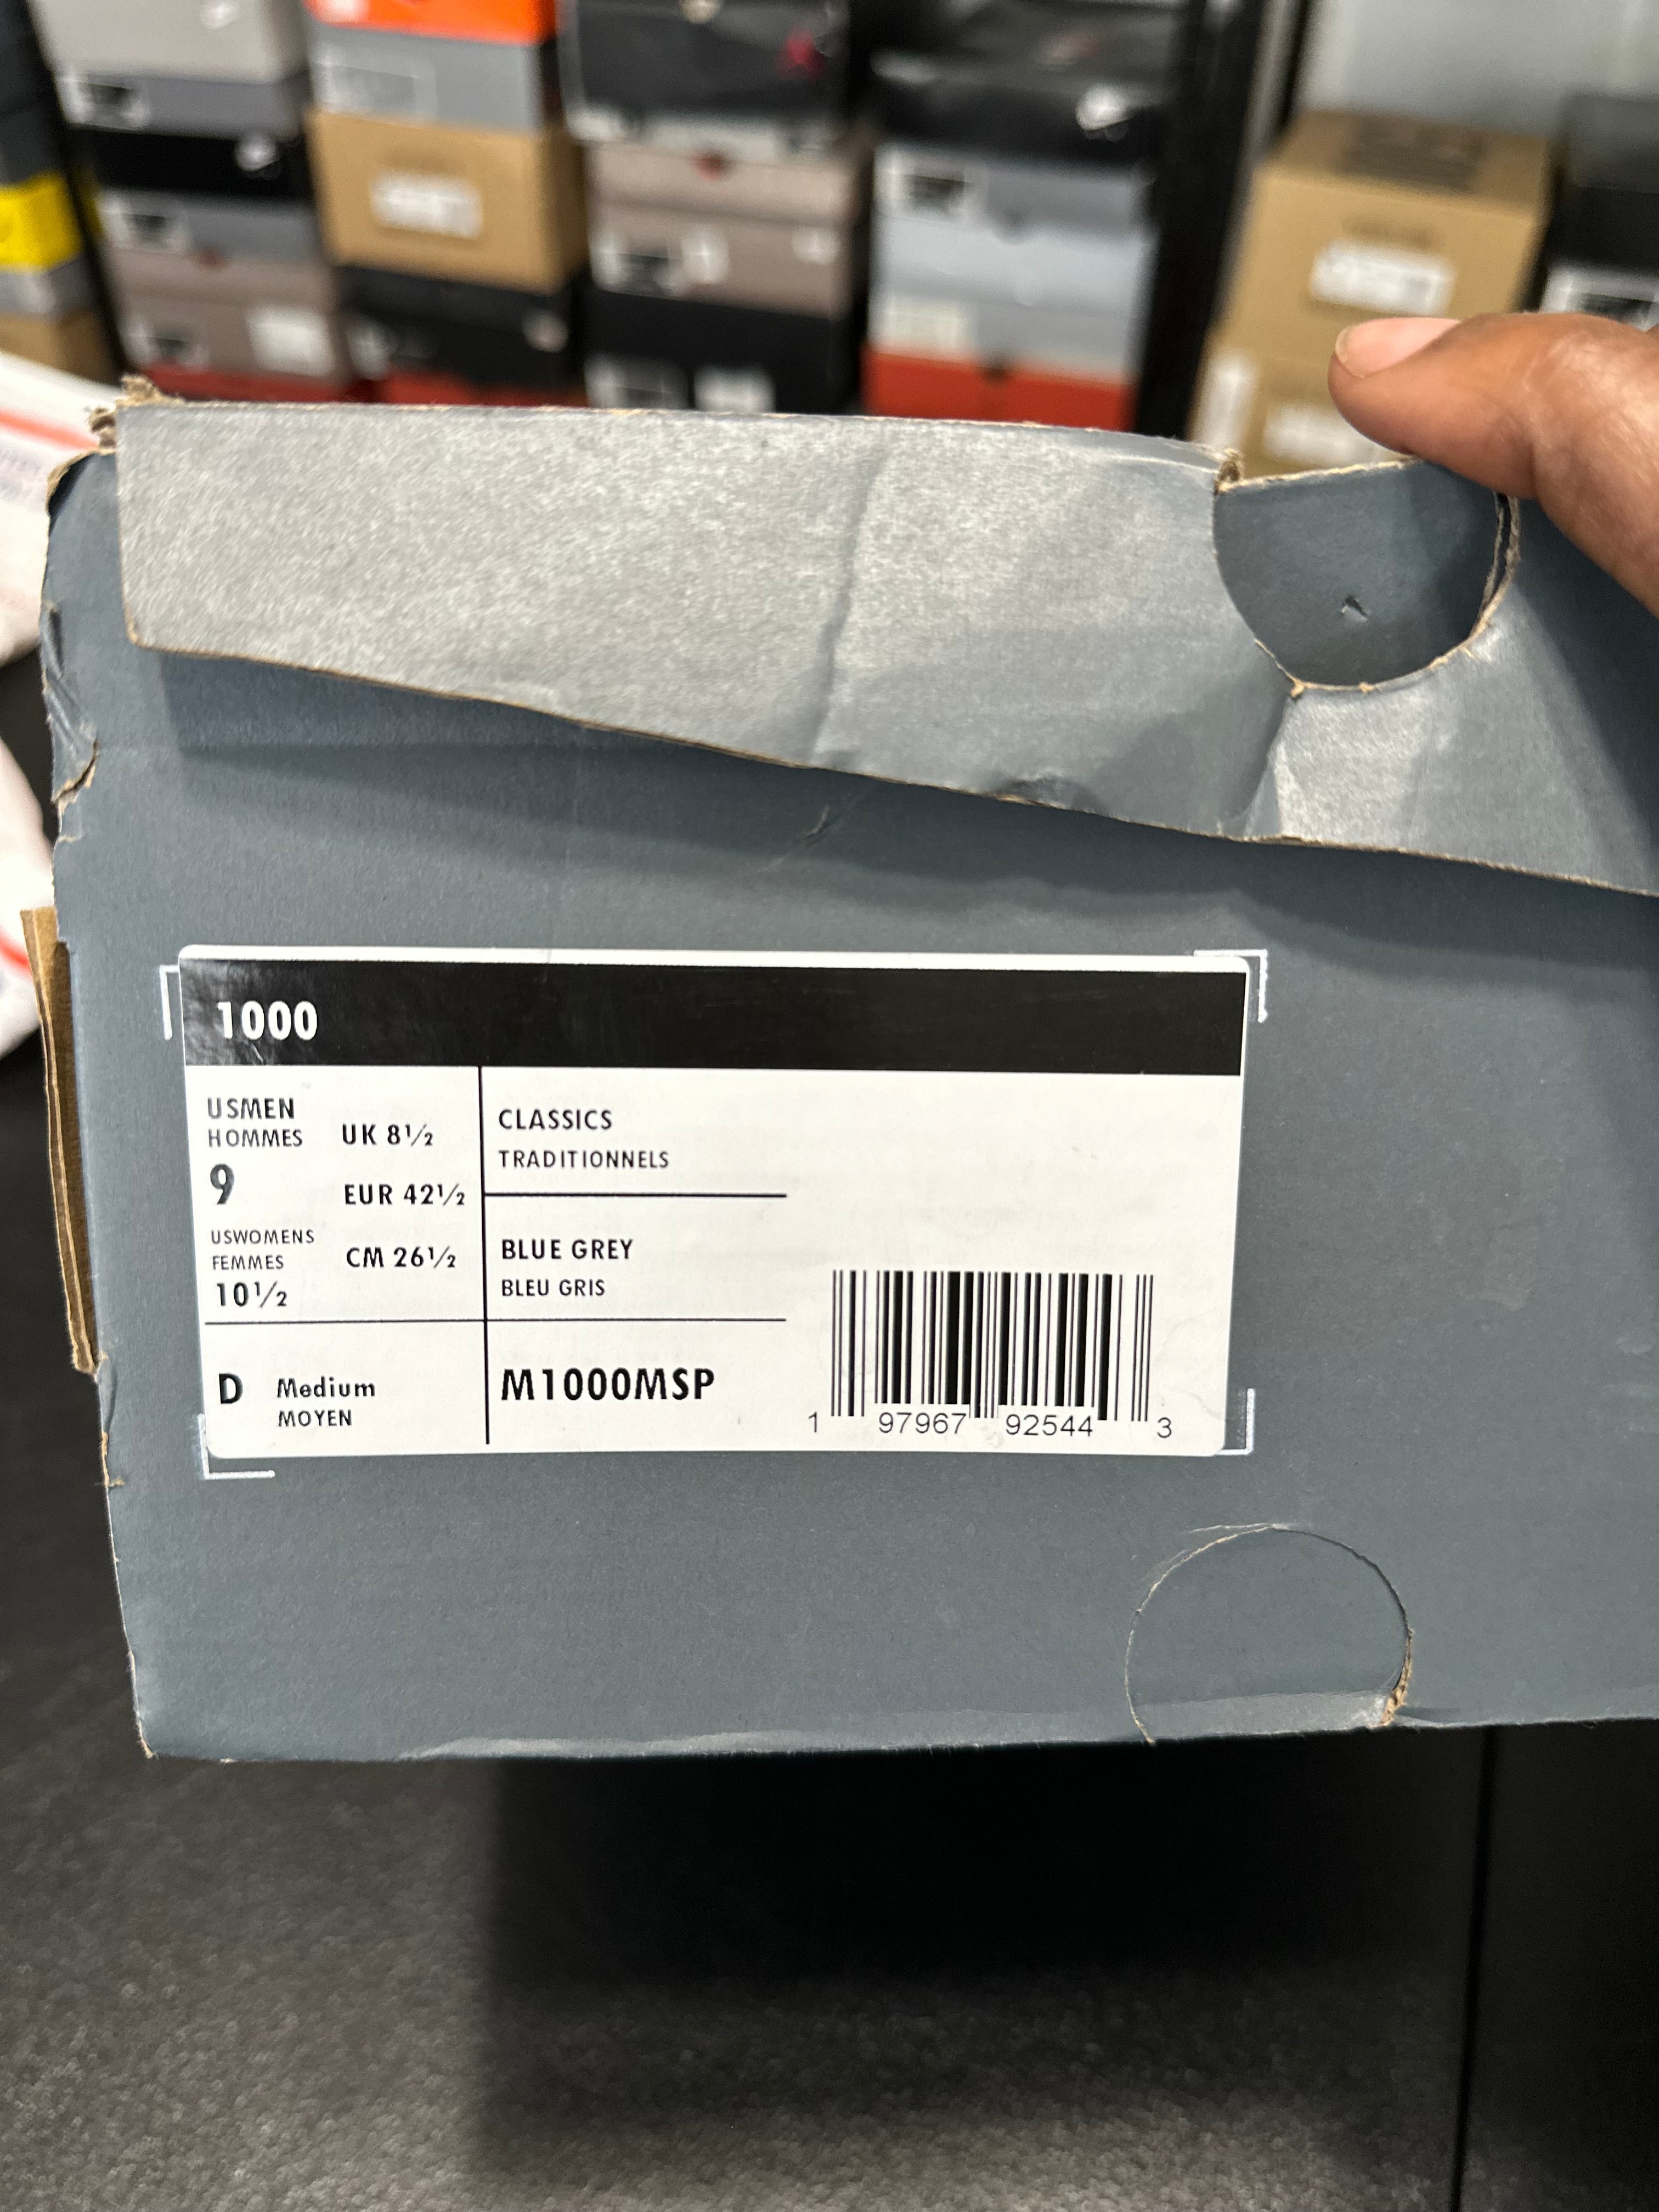 1000
USMEN
HOMMES
9
UK 8½
EUR 42½
USWOMENS
FEMMES
10½
CM 26½
D Medium
MOYEN
CLASSICS
TRADITIONNELS
BLUE GREY
BLEU GRIS
M1000MSP
1 97967 92544 3